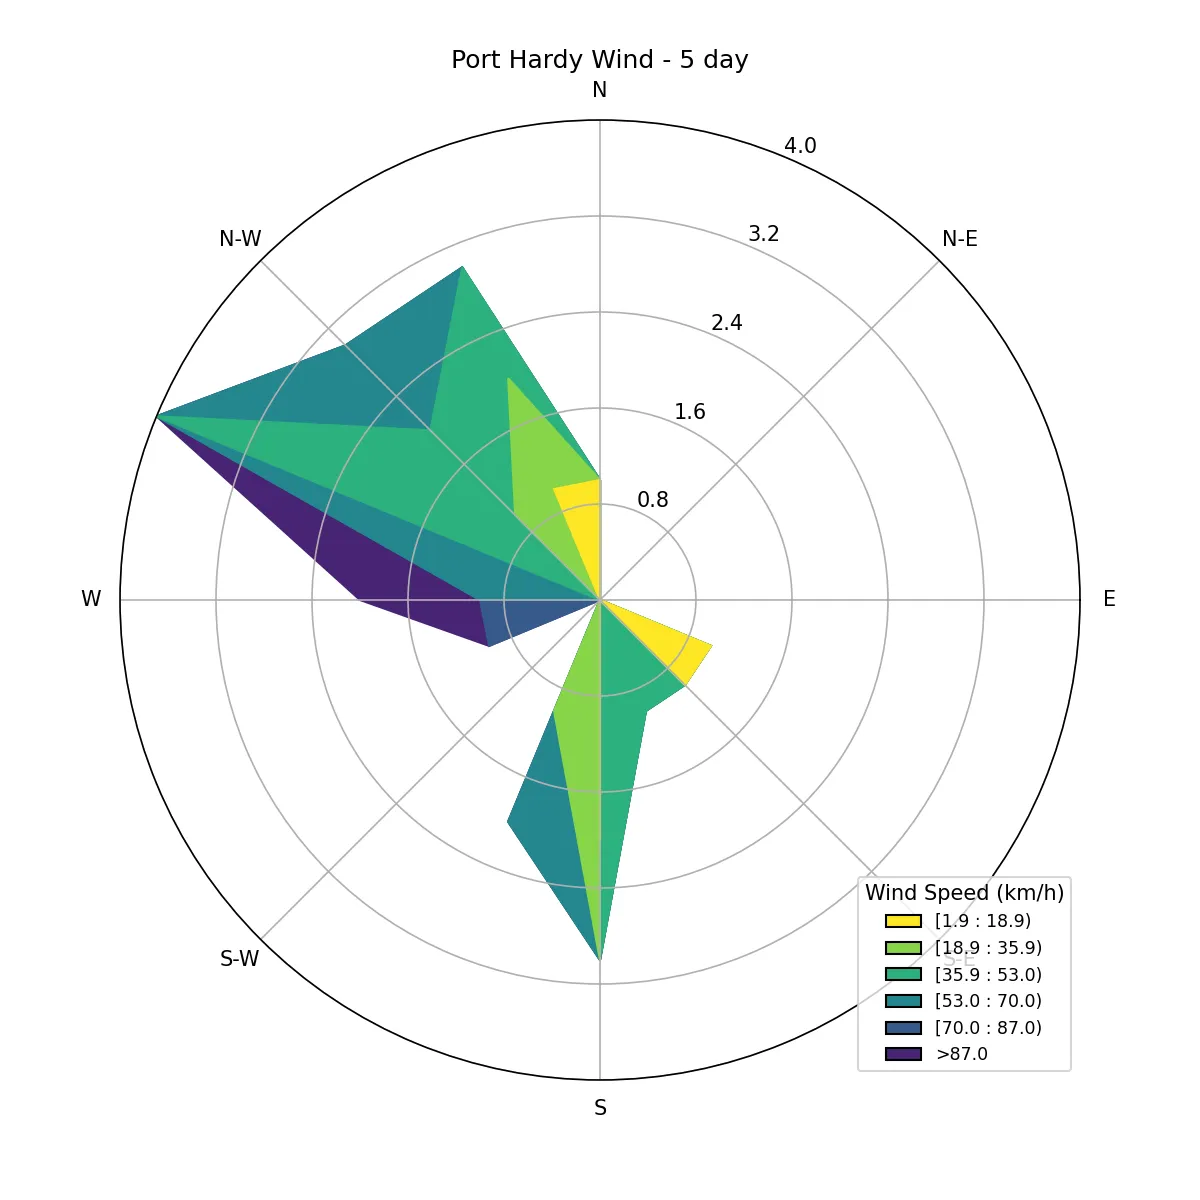 Port Hardy Wind - 5 day
N
4.0
N-W
N-E
3.2
2.4
1.6
0.8
W
E
S-W
S-E
S
Wind Speed (km/h)
[1.9 : 18.9)
[18.9 : 35.9)
[35.9 : 53.0)
[53.0 : 70.0)
[70.0 : 87.0)
>87.0